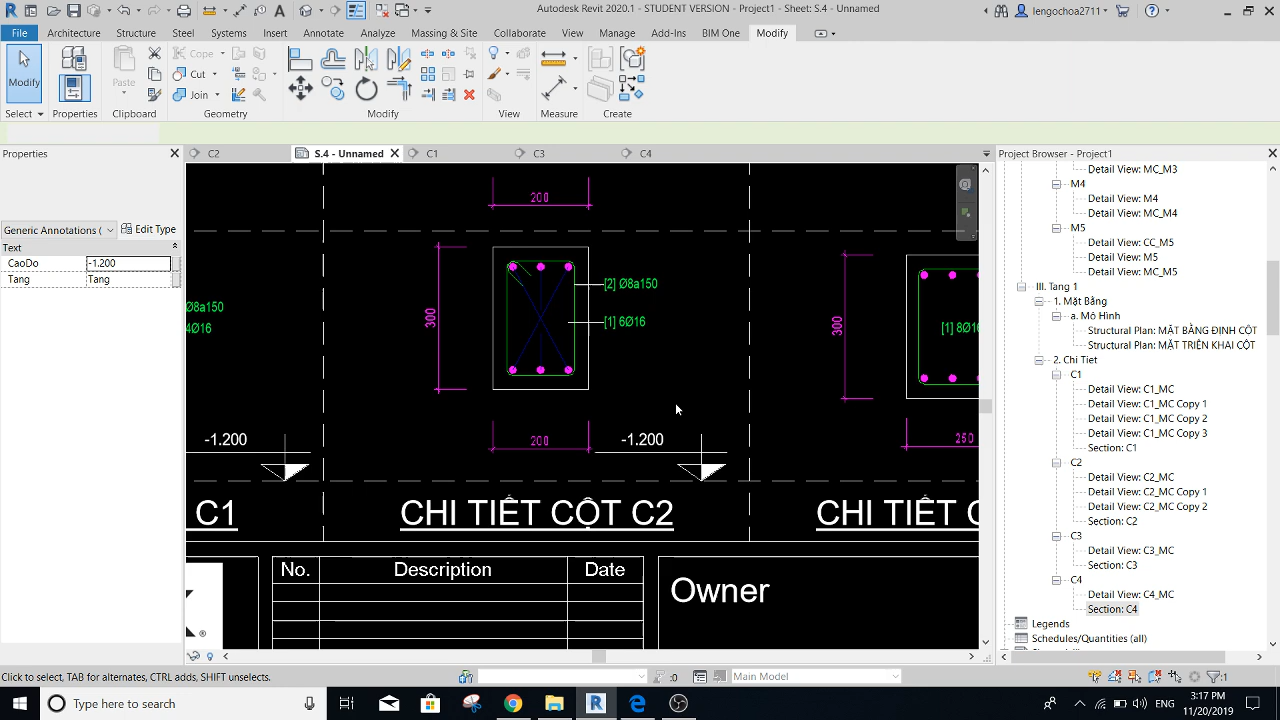 Autodesk Revit 2020.1 - STUDENT VERSION - Project1 - Sheet: S.4 - Unnamed
lengochoa2711
File
Architecture
Structure
Steel
Systems
Insert
Annotate
Analyze
Massing & Site
Collaborate
View
Manage
Add-Ins
BIM One
Modify
Modify
Cope
Cut
Join
Paste
Select
Properties
Clipboard
Geometry
Modify
View
Measure
Create
Properties
C2
S.4 - Unnamed
C1
C3
C4
Project Browser - Project1
Generic Annotations (
Edit Type
Text
CaoDo
-1.200
Tang
Tang
200
300
[2] Ø8a150
[1] 6Ø16
Ø8a150
4Ø16
300
[1] 8Ø16
-1.200
200
-1.200
250
C1
CHI TIẾT CỘT C2
CHI TIẾT C
No.
Description
Date
Owner
Detail View: MC_M3
M4
Detail View: M4
Detail View: MC_M4
M5
Detail View: CC_M5
Detail View: M5
Detail View: MC_M5
III. Tang 1
1. Mặt Bằng
a. Mô Hình
Structural Plan: MẶT BẰNG ĐỊNH CỘT
Structural Plan: MẶT TRIỂN KHAI CỘT
2. Chi Tiet
C1
Detail View: C1_MC
Detail View: C1_MC Copy 1
Detail View: C1_MC Copy 2
Detail View: C1_MC Copy 3
Section: C1
C2
Detail View: C2_MC
Detail View: C2_MC Copy 1
Detail View: C2_MC Copy 2
Section: C2
C3
Detail View: C3_MC
Section: C3
C4
Detail View: C4_MC
Section: C4
Legends
Schedules/Quantities (all)
Click to select, TAB for alternates, CTRL adds, SHIFT unselects.
:0
Main Model
:1
Type here to search
ENG
3:17 PM
11/20/2019